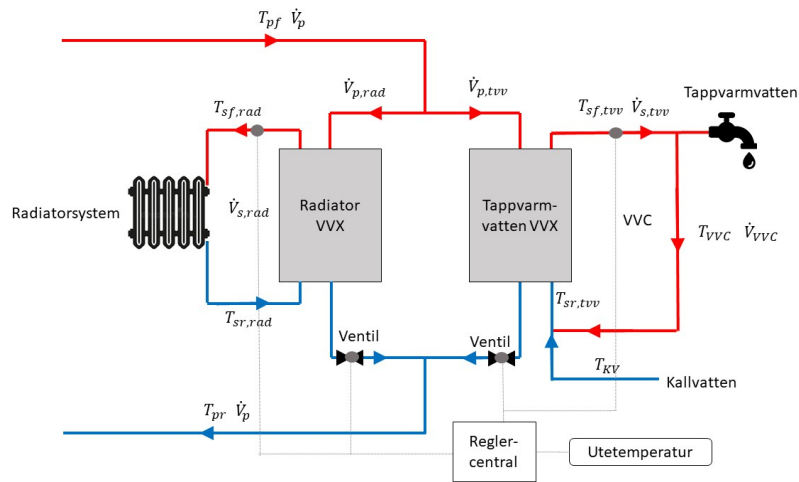 T_pf V̇_p
V̇_p,rad V̇_p,tvv
T_sf,rad
T_sf,tvv V̇_s,tvv
Tappvarmvatten
Radiatorsystem
V̇_s,rad
Radiator
VVX
Tappvarm-
vatten VVX
VVC
T_VVC V̇_VVC
T_sr,rad
T_sr,tvv
Ventil
Ventil
T_KV
Kallvatten
T_pr V̇_p
Regler-
central
Utetemperatur